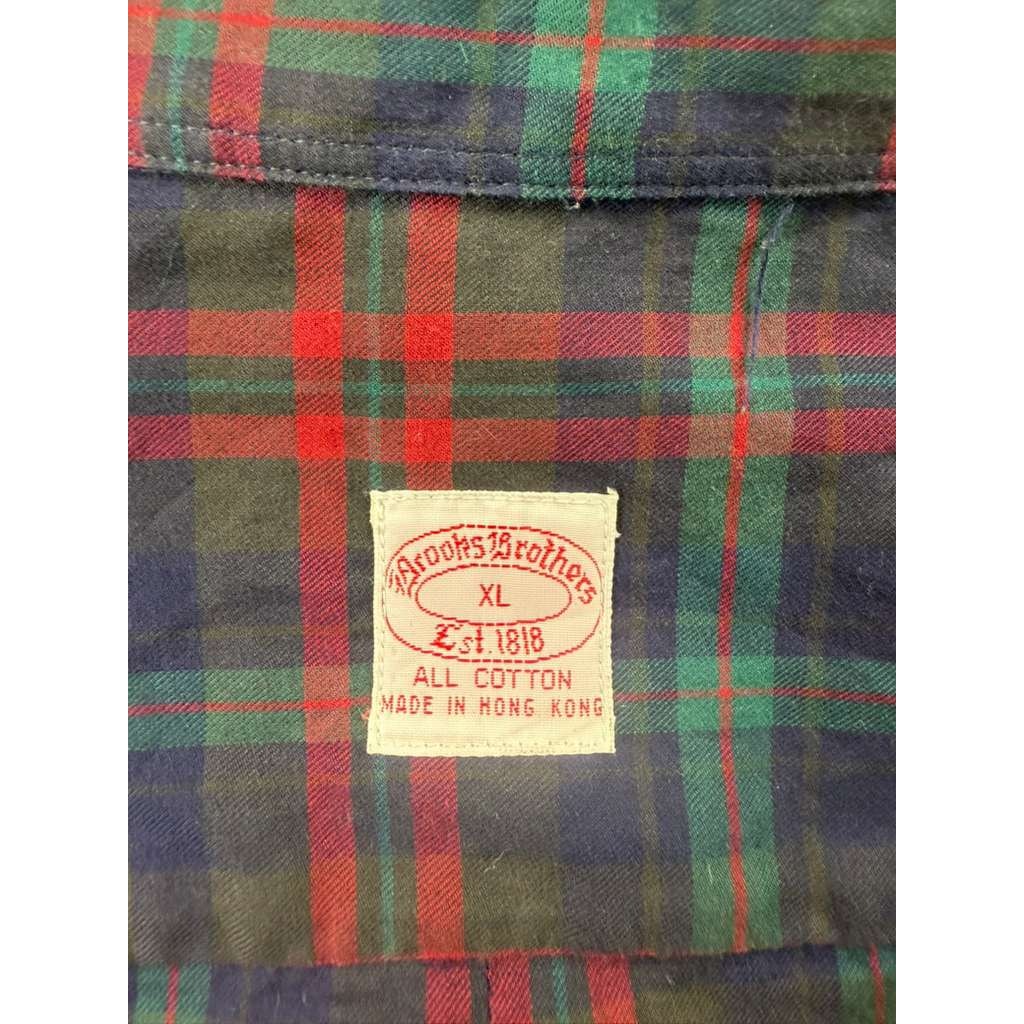 Brooks Brothers
XL
Est. 1818
ALL COTTON
MADE IN HONG KONG